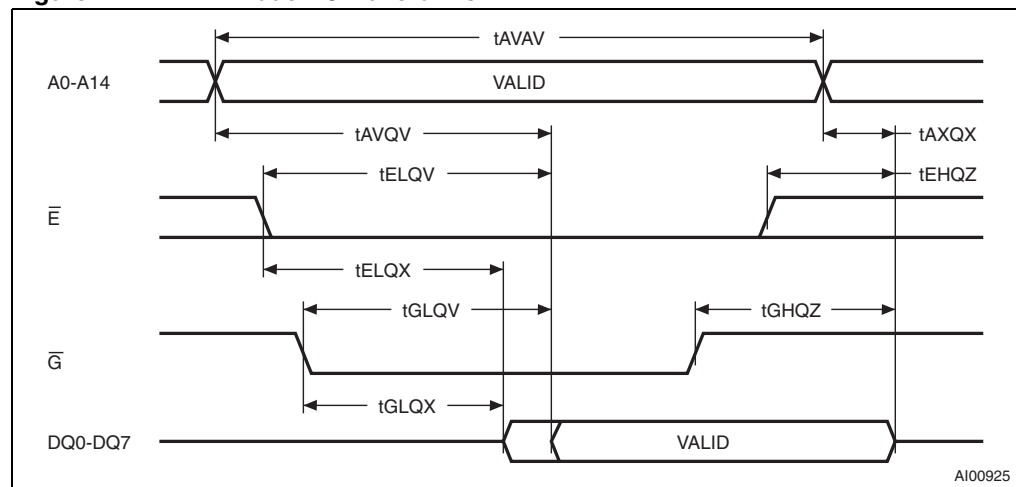 tAVAV
A0-A14 VALID
tAVQV tAXQX
tELQV tEHQZ
E̅
tELQX
tGLQV tGHQZ
G̅
tGLQX
DQ0-DQ7 VALID
AI00925